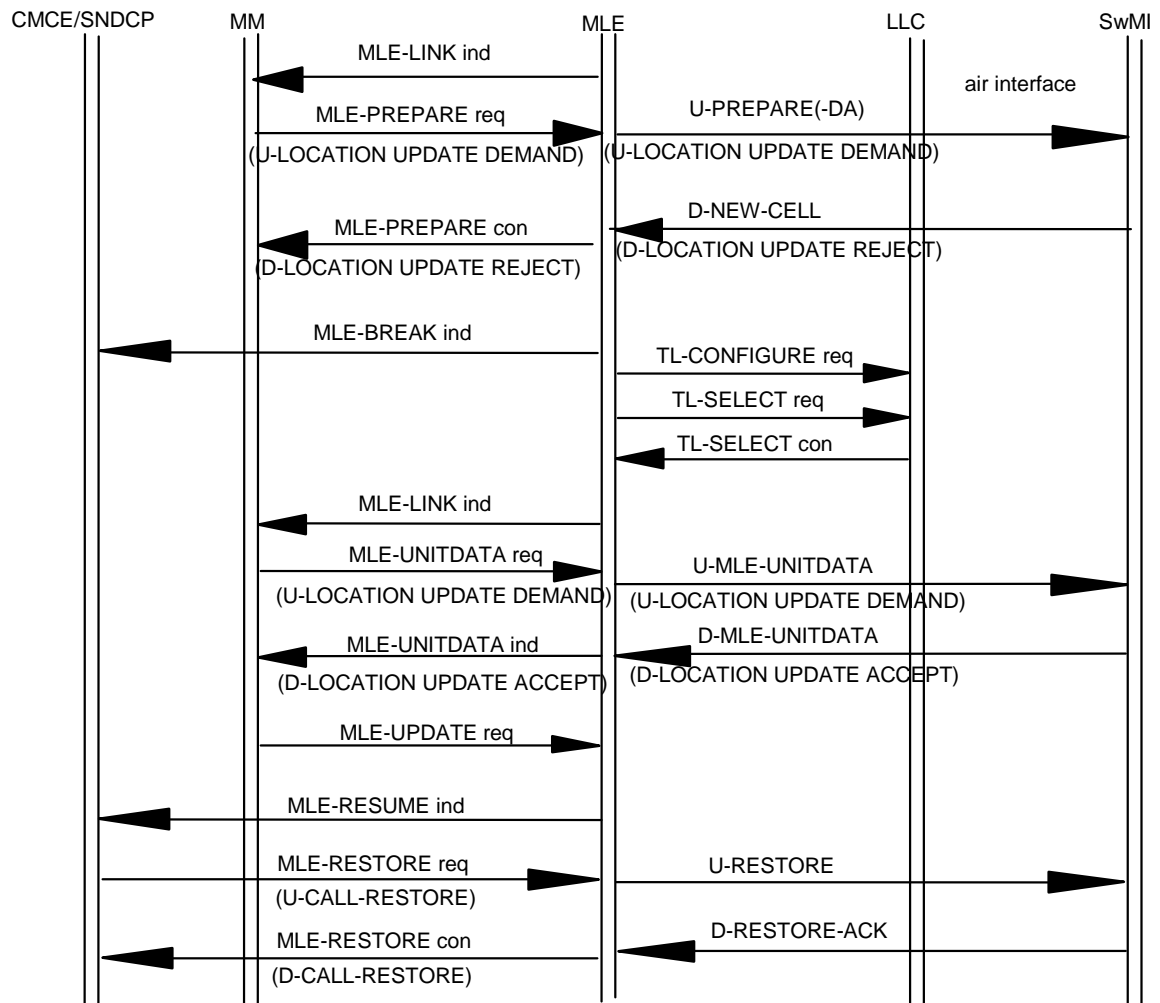 CMCE/SNDCP MM MLE LLC SwMI
MLE-LINK ind
air interface
MLE-PREPARE req U-PREPARE(-DA)
(U-LOCATION UPDATE DEMAND) (U-LOCATION UPDATE DEMAND)
D-NEW-CELL
MLE-PREPARE con
(D-LOCATION UPDATE REJECT)
(D-LOCATION UPDATE REJECT)
MLE-BREAK ind
TL-CONFIGURE req
TL-SELECT req
TL-SELECT con
MLE-LINK ind
MLE-UNITDATA req U-MLE-UNITDATA
(U-LOCATION UPDATE DEMAND) (U-LOCATION UPDATE DEMAND)
MLE-UNITDATA ind D-MLE-UNITDATA
(D-LOCATION UPDATE ACCEPT) (D-LOCATION UPDATE ACCEPT)
MLE-UPDATE req
MLE-RESUME ind
MLE-RESTORE req U-RESTORE
(U-CALL-RESTORE)
MLE-RESTORE con D-RESTORE-ACK
(D-CALL-RESTORE)